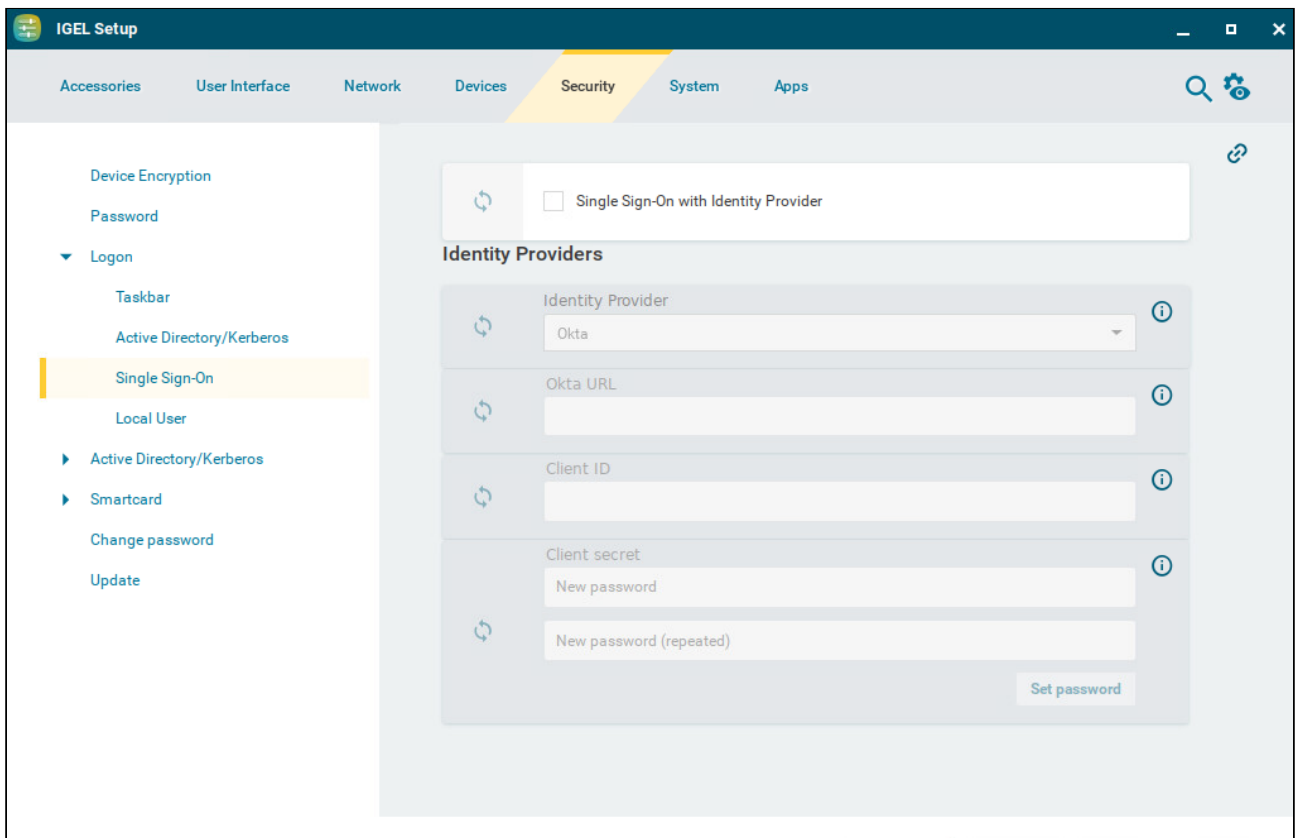 IGEL Setup
Accessories User Interface Network Devices Security System Apps
Device Encryption
Password
Logon
Taskbar
Active Directory/Kerberos
Single Sign-On
Local User
Active Directory/Kerberos
Smartcard
Change password
Update
Single Sign-On with Identity Provider
Identity Providers
Identity Provider
Okta
Okta URL
Client ID
Client secret
New password
New password (repeated)
Set password